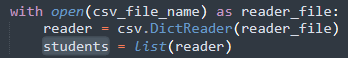 with open(csv_file_name) as reader_file:
    reader = csv.DictReader(reader_file)
    students = list(reader)